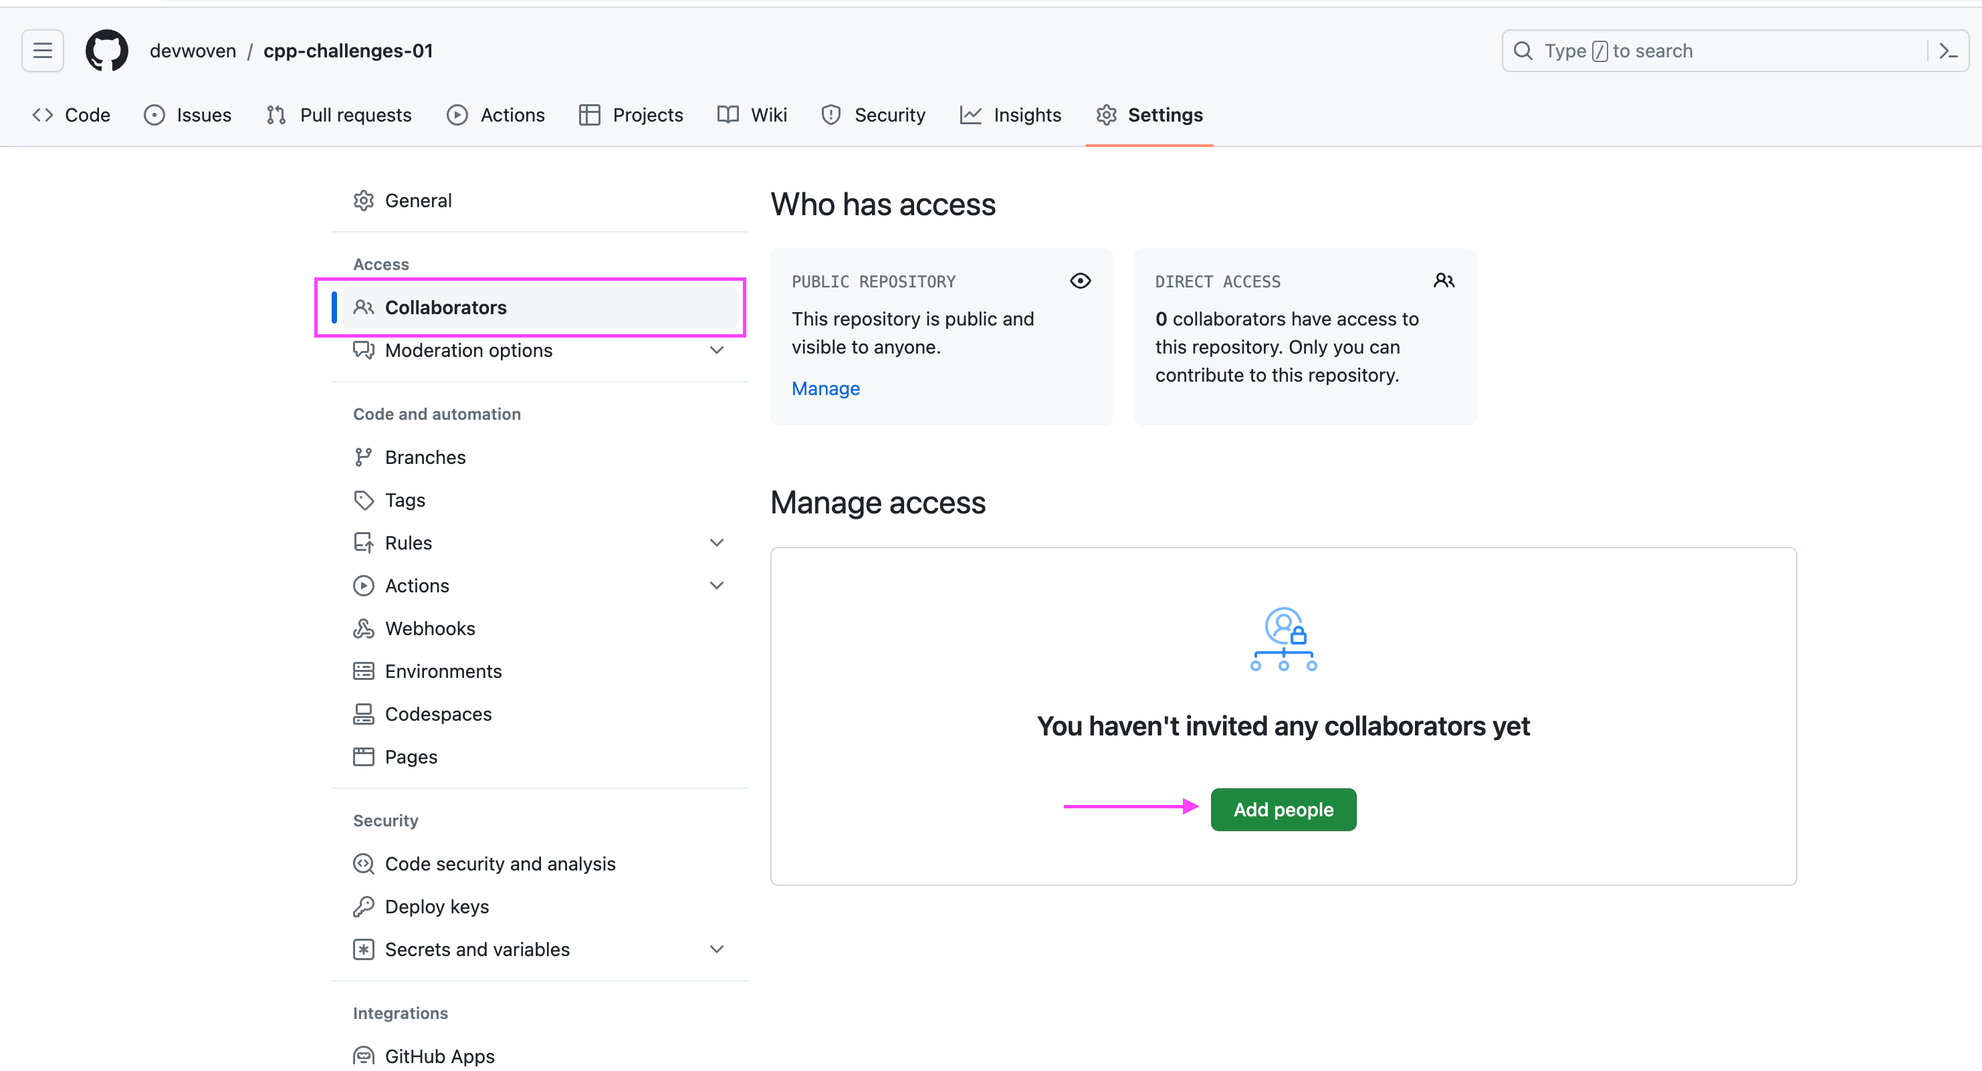 devwoven / cpp-challenges-01
Type / to search
Code
Issues
Pull requests
Actions
Projects
Wiki
Security
Insights
Settings
General
Access
Collaborators
Moderation options
Code and automation
Branches
Tags
Rules
Actions
Webhooks
Environments
Codespaces
Pages
Security
Code security and analysis
Deploy keys
Secrets and variables
Integrations
GitHub Apps
Who has access
PUBLIC REPOSITORY
This repository is public and
visible to anyone.
Manage
DIRECT ACCESS
0 collaborators have access to
this repository. Only you can
contribute to this repository.
Manage access
You haven't invited any collaborators yet
Add people